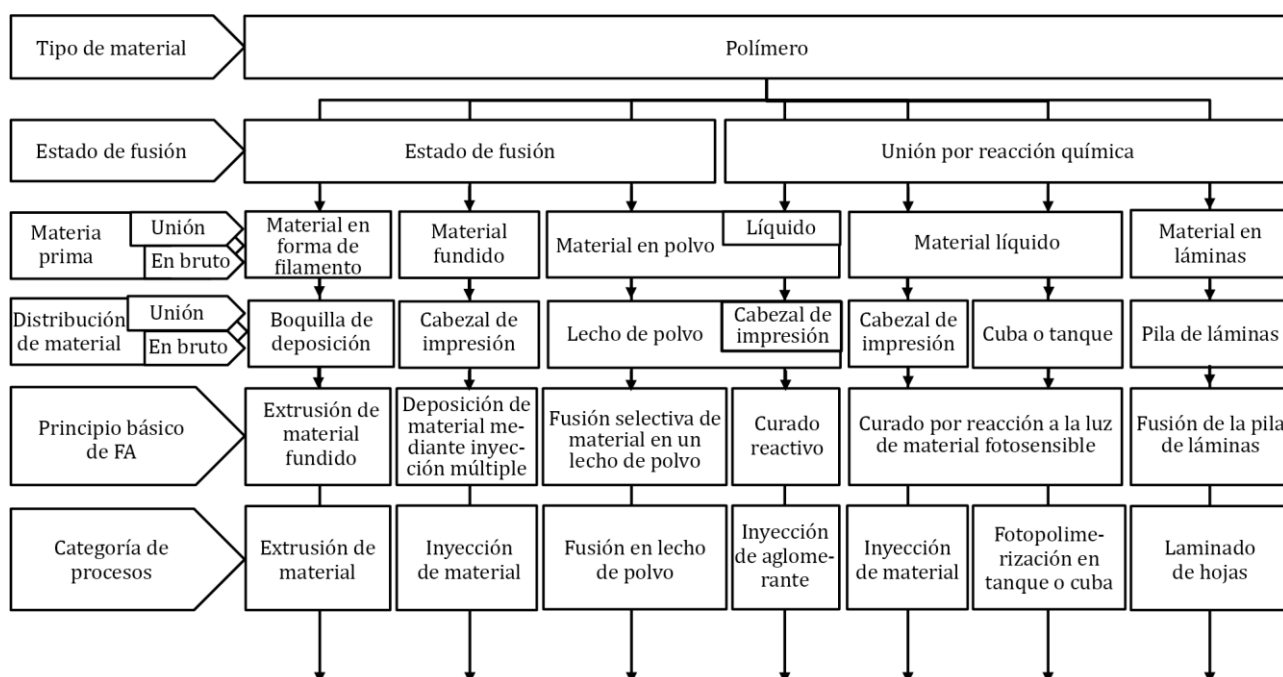 Tipo de material
Polímero
Estado de fusión
Estado de fusión
Unión por reacción química
Materia
prima
Unión
En bruto
Material en
forma de
filamento
Material
fundido
Material en polvo
Líquido
Material líquido
Material en
láminas
Distribución
de material
Unión
En bruto
Boquilla de
deposición
Cabezal de
impresión
Lecho de polvo
Cabezal de
impresión
Cabezal de
impresión
Cuba o tanque
Pila de láminas
Principio básico
de FA
Extrusión de
material
fundido
Deposición de
material me-
diante inyec-
ción múltiple
Fusión selectiva de
material en un
lecho de polvo
Curado
reactivo
Curado por reacción a la luz
de material fotosensible
Fusión de la pila
de láminas
Categoría de
procesos
Extrusión de
material
Inyección
de material
Fusión en lecho
de polvo
Inyección
de aglome-
rante
Inyección
de material
Fotopolime-
rización en
tanque o cuba
Laminado
de hojas